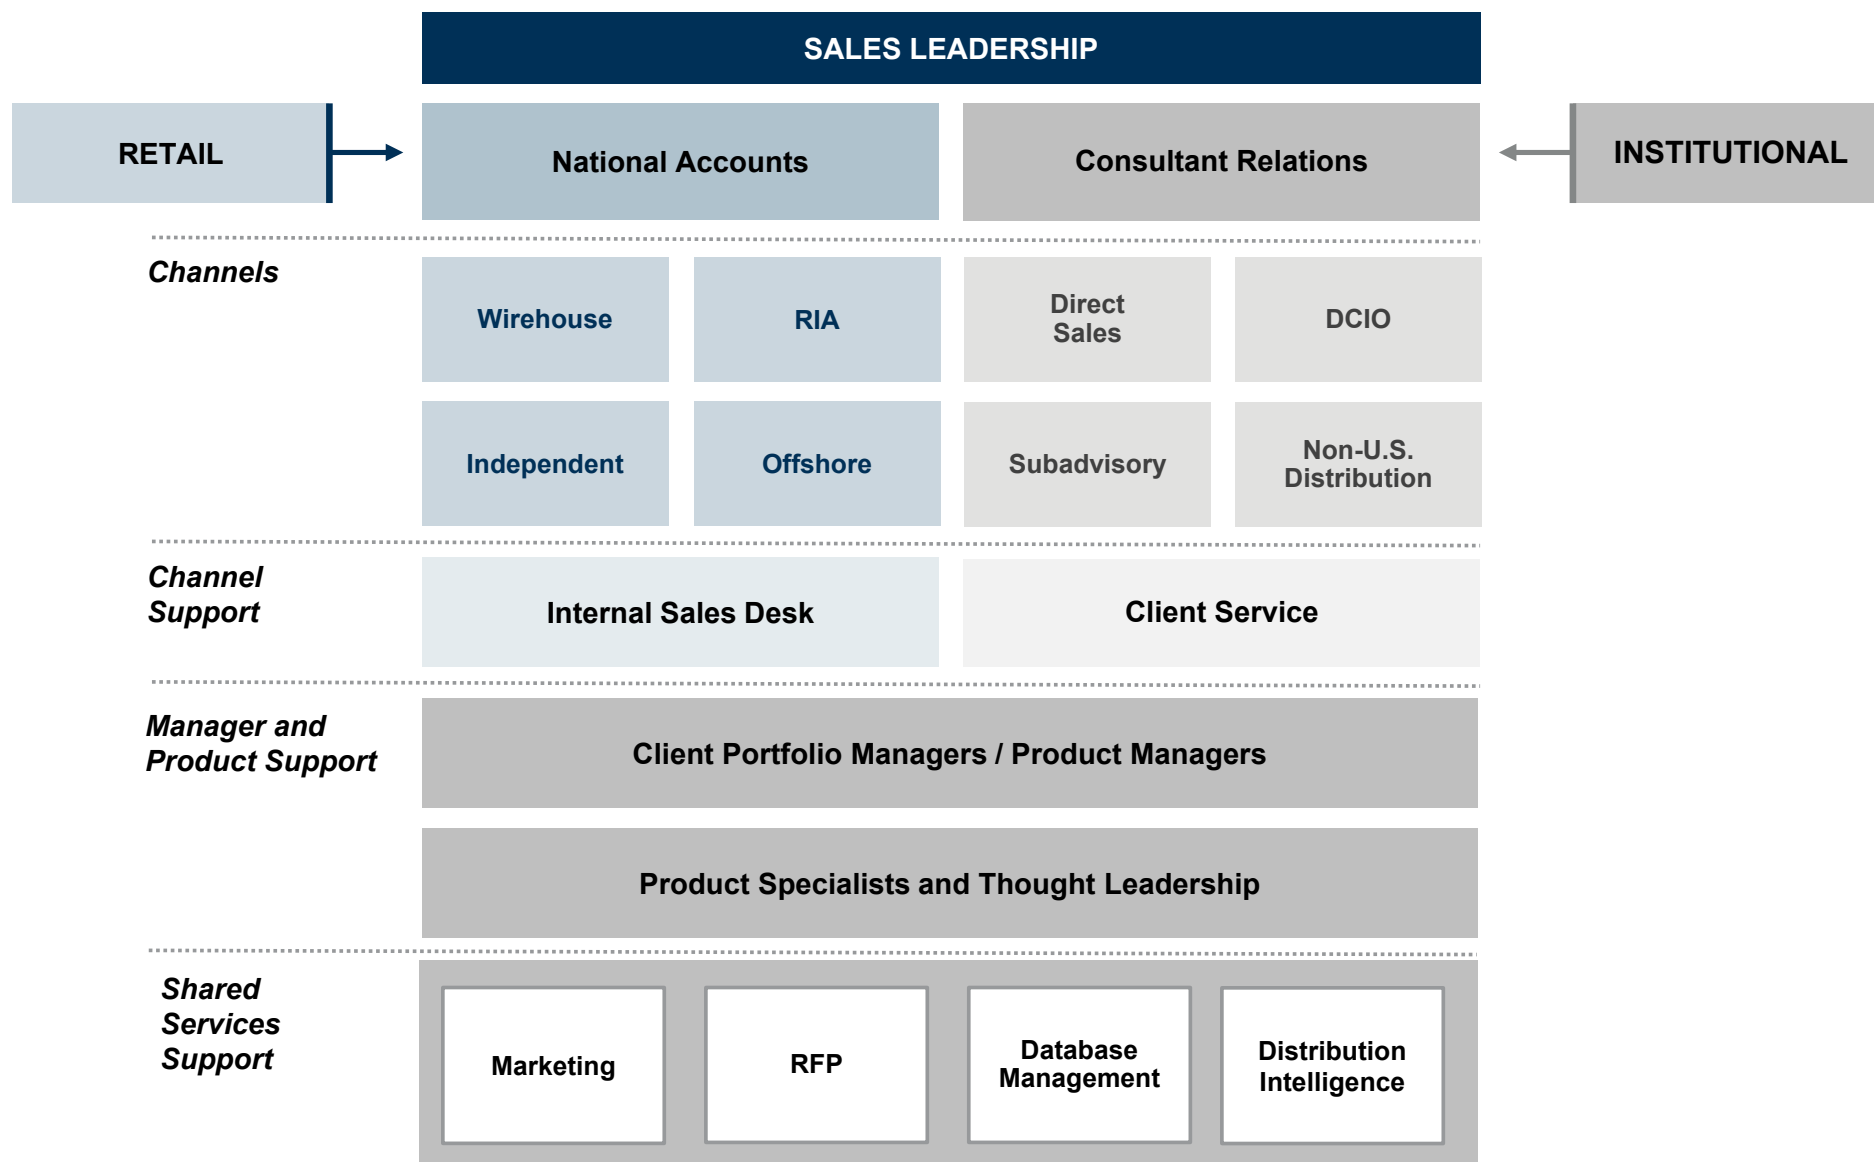 SALES LEADERSHIP
RETAIL
National Accounts
Consultant Relations
INSTITUTIONAL
Channels
Wirehouse
RIA
Direct
Sales
DCIO
Independent
Offshore
Subadvisory
Non-U.S.
Distribution
Channel
Support
Internal Sales Desk
Client Service
Manager and
Product Support
Client Portfolio Managers / Product Managers
Product Specialists and Thought Leadership
Shared
Services
Support
Marketing
RFP
Database
Management
Distribution
Intelligence